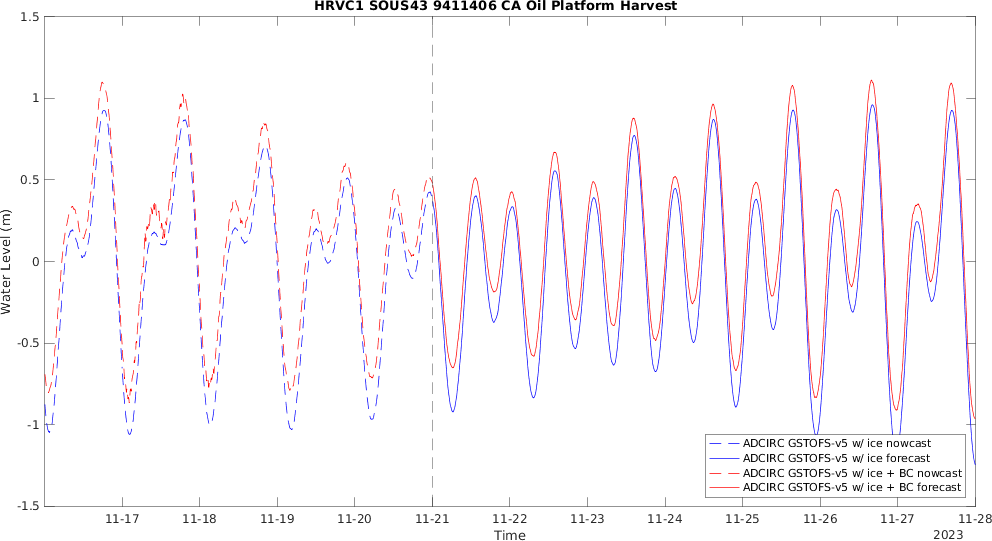 HRVC1 SOUS43 9411406 CA Oil Platform Harvest
1.5
1
0.5
0
-0.5
-1
-1.5
Water Level (m)
ADCIRC GSTOFS-v5 w/ ice nowcast
ADCIRC GSTOFS-v5 w/ ice forecast
ADCIRC GSTOFS-v5 w/ ice + BC nowcast
ADCIRC GSTOFS-v5 w/ ice + BC forecast
11-17 11-18 11-19 11-20 11-21 11-22 11-23 11-24 11-25 11-26 11-27 11-28
Time
2023